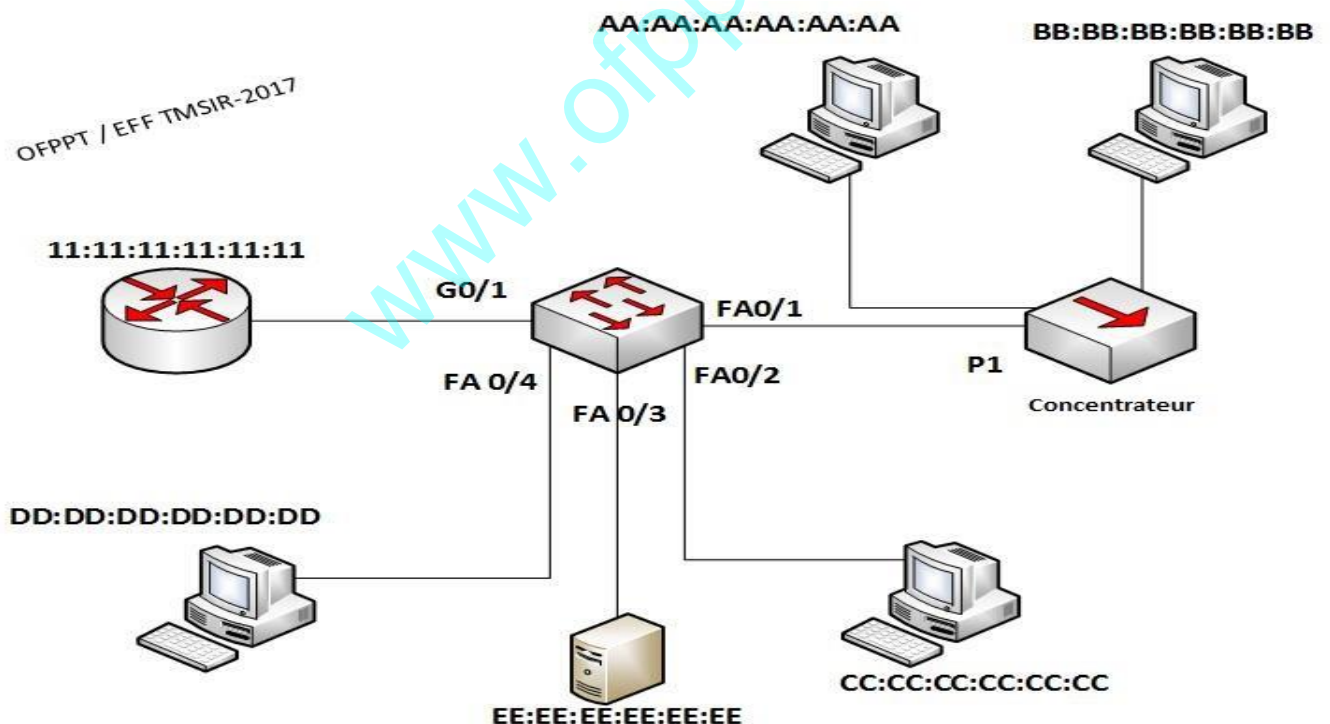 AA:AA:AA:AA:AA:AA
BB:BB:BB:BB:BB:BB
OFPPT / EFF TMSIR-2017
www.ofpp
11:11:11:11:11:11
G0/1
FA0/1
P1
FA 0/4
FA0/2
FA 0/3
Concentrateur
DD:DD:DD:DD:DD:DD
CC:CC:CC:CC:CC:CC
EE:EE:EE:EE:EE:EE